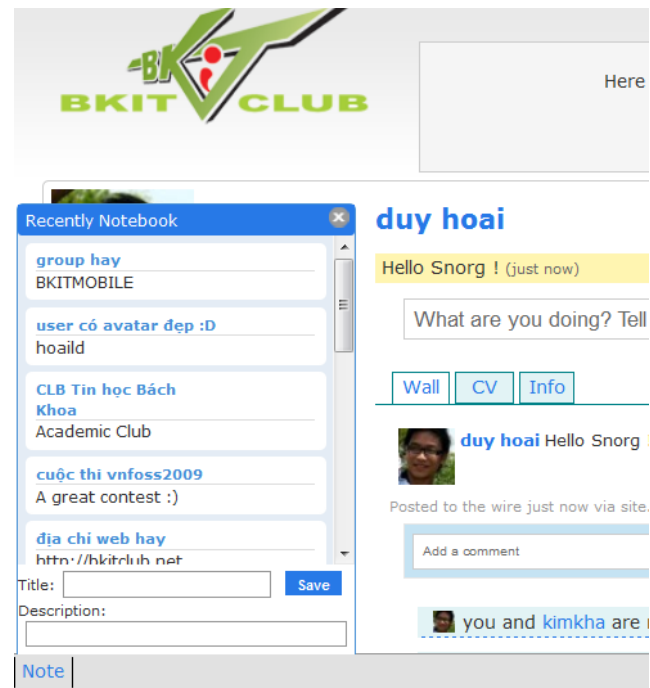 BKIT
BKIT CLUB
Here
Recently Notebook
group hay
BKITMOBILE
user có avatar đẹp :D
hoaild
CLB Tin học Bách
Khoa
Academic Club
cuộc thi vnfoss2009
A great contest :)
địa chỉ web hay
http://bkitclub.net
Title:
Save
Description:
Note
duy hoai
Hello Snorg ! (just now)
What are you doing? Tell
Wall CV Info
duy hoai Hello Snorg
Posted to the wire just now via site.
Add a comment
you and kimkha are